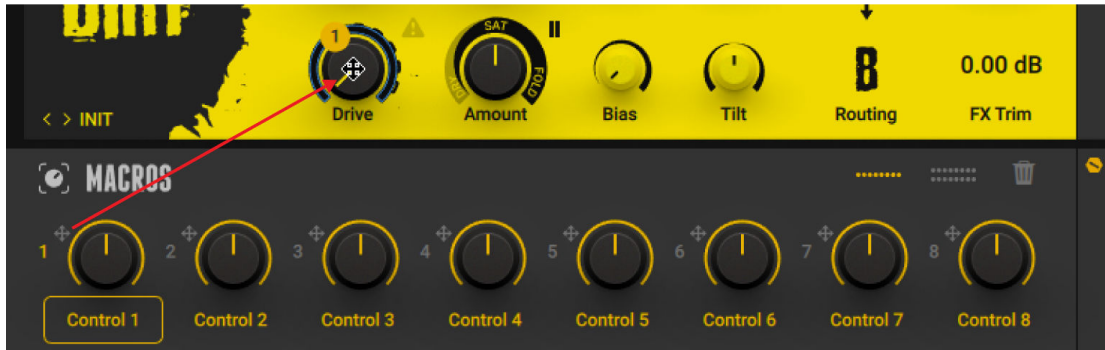 1
SAT
DRY
FOLD
Drive
Amount
Bias
Tilt
B
Routing
0.00 dB
FX Trim
< > INIT
MACROS
1
2
3
4
5
6
7
8
Control 1
Control 2
Control 3
Control 4
Control 5
Control 6
Control 7
Control 8